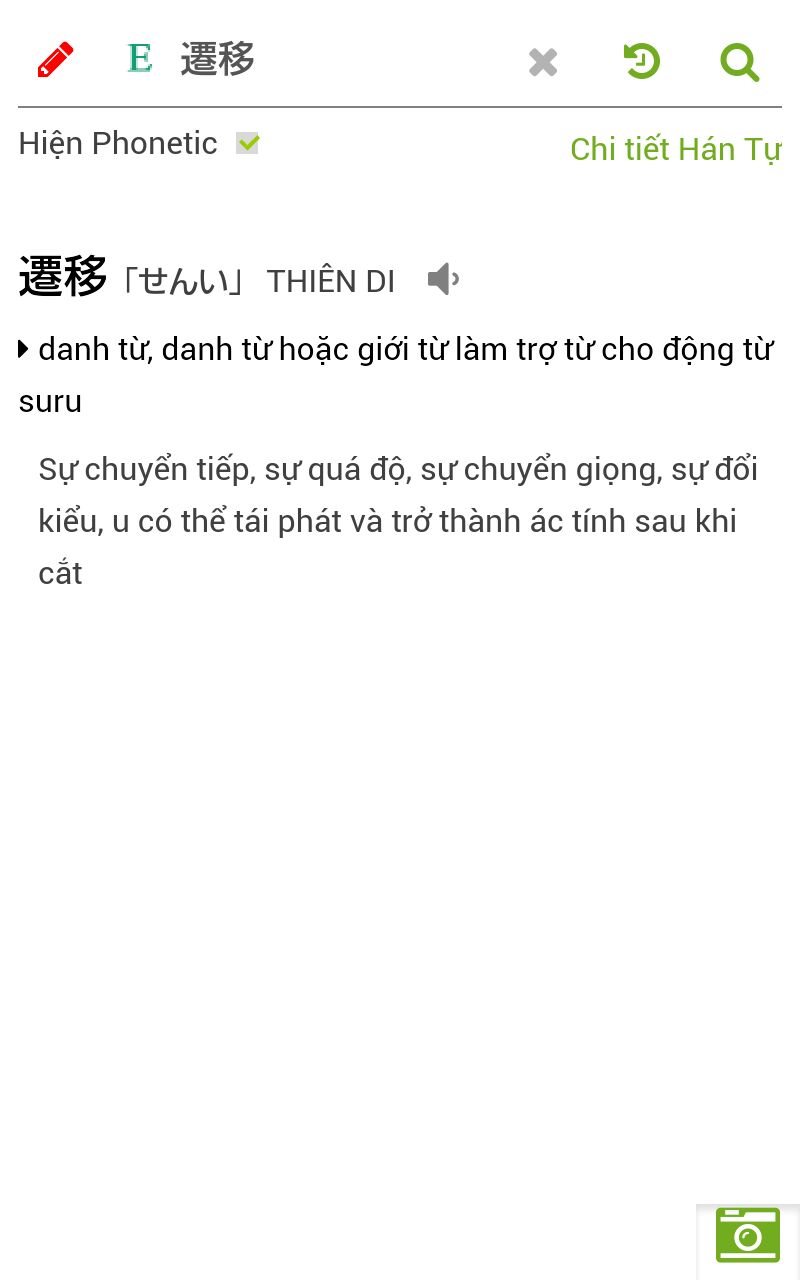 E 遷移
Hiện Phonetic
Chi tiết Hán Tự
遷移「せんい」 THIÊN DI
danh từ, danh từ hoặc giới từ làm trợ từ cho động từ
suru
Sự chuyển tiếp, sự quá độ, sự chuyển giọng, sự đổi
kiểu, u có thể tái phát và trở thành ác tính sau khi
cắt